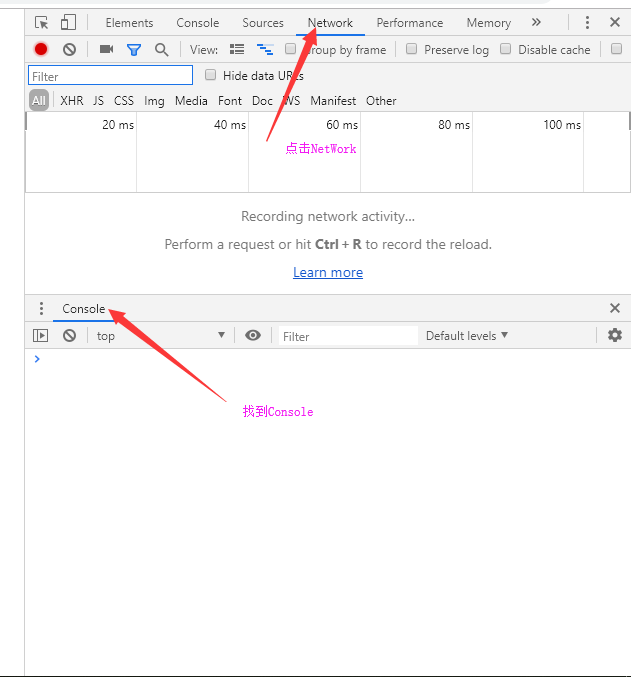 Elements Console Sources Network Performance Memory »
View: Group by frame Preserve log Disable cache
Filter Hide data URLs
All XHR JS CSS Img Media Font Doc WS Manifest Other
20 ms 40 ms 60 ms 80 ms 100 ms
点击NetWork
Recording network activity...
Perform a request or hit Ctrl + R to record the reload.
Learn more
Console
top Filter Default levels
找到Console